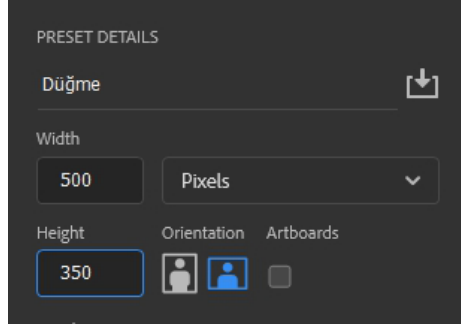 PRESET DETAILS
Düğme
Width
500 Pixels
Height Orientation Artboards
350